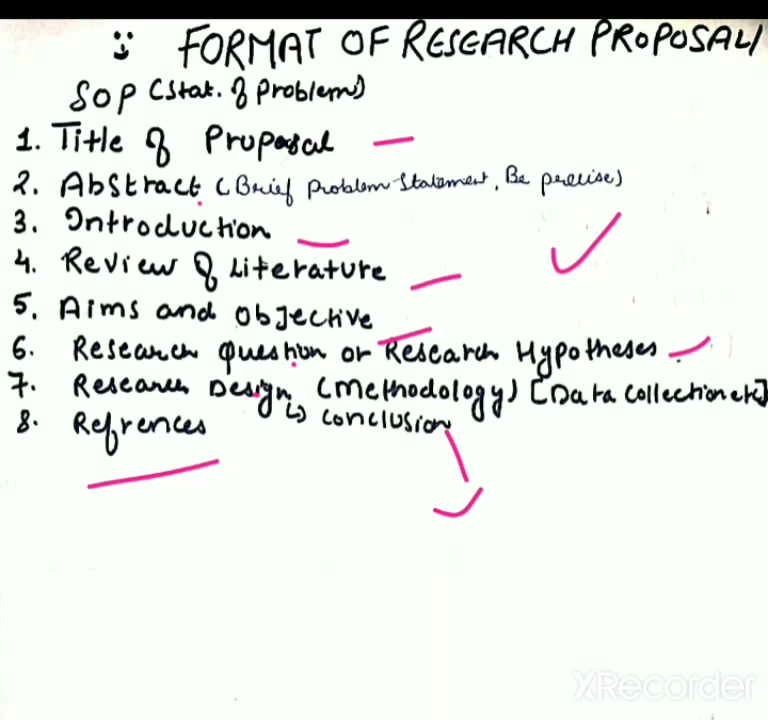 FORMAT OF RESEARCH PROPOSAL/
SOP (Stat. of Problems)
1. Title of Proposal
2. Abstract (Brief Problem Statement, Be precise)
3. Introduction
4. Review of Literature
5. Aims and Objective
6. Research Question or Research Hypotheses
7. Research Design (Methodology) [Data Collection etc]
↳ Conclusion
8. Refrences
XRecorder